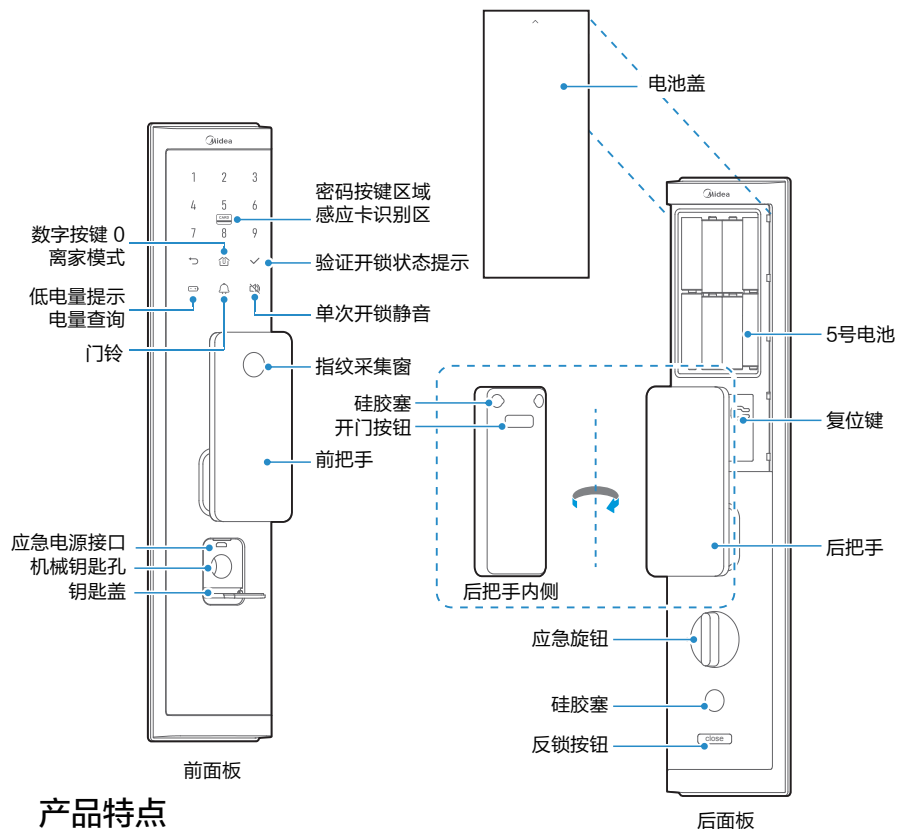 电池盖
Midea
1 2 3
4 5 6
CARD
7 8 9
密码按键区域
感应卡识别区
数字按键 0
离家模式
验证开锁状态提示
低电量提示
电量查询
单次开锁静音
门铃
指纹采集窗
前把手
应急电源接口
机械钥匙孔
钥匙盖
前面板
硅胶塞
开门按钮
后把手内侧
Midea
5号电池
复位键
后把手
应急旋钮
硅胶塞
反锁按钮
close
后面板
产品特点